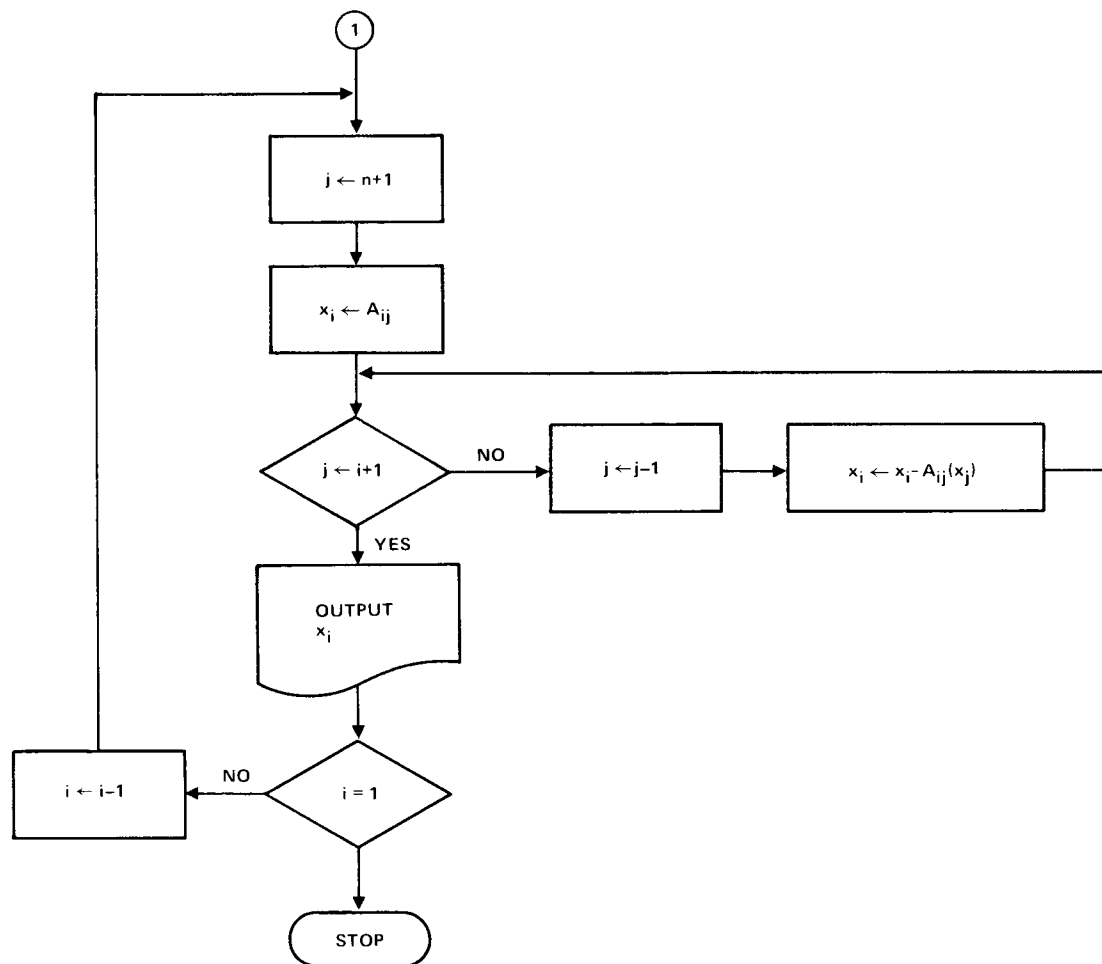 1
j ← n+1
x_i ← A_ij
j ← i+1
NO
j ← j–1
x_i ← x_i - A_ij(x_j)
YES
OUTPUT
x_i
i = 1
NO
i ← i–1
STOP